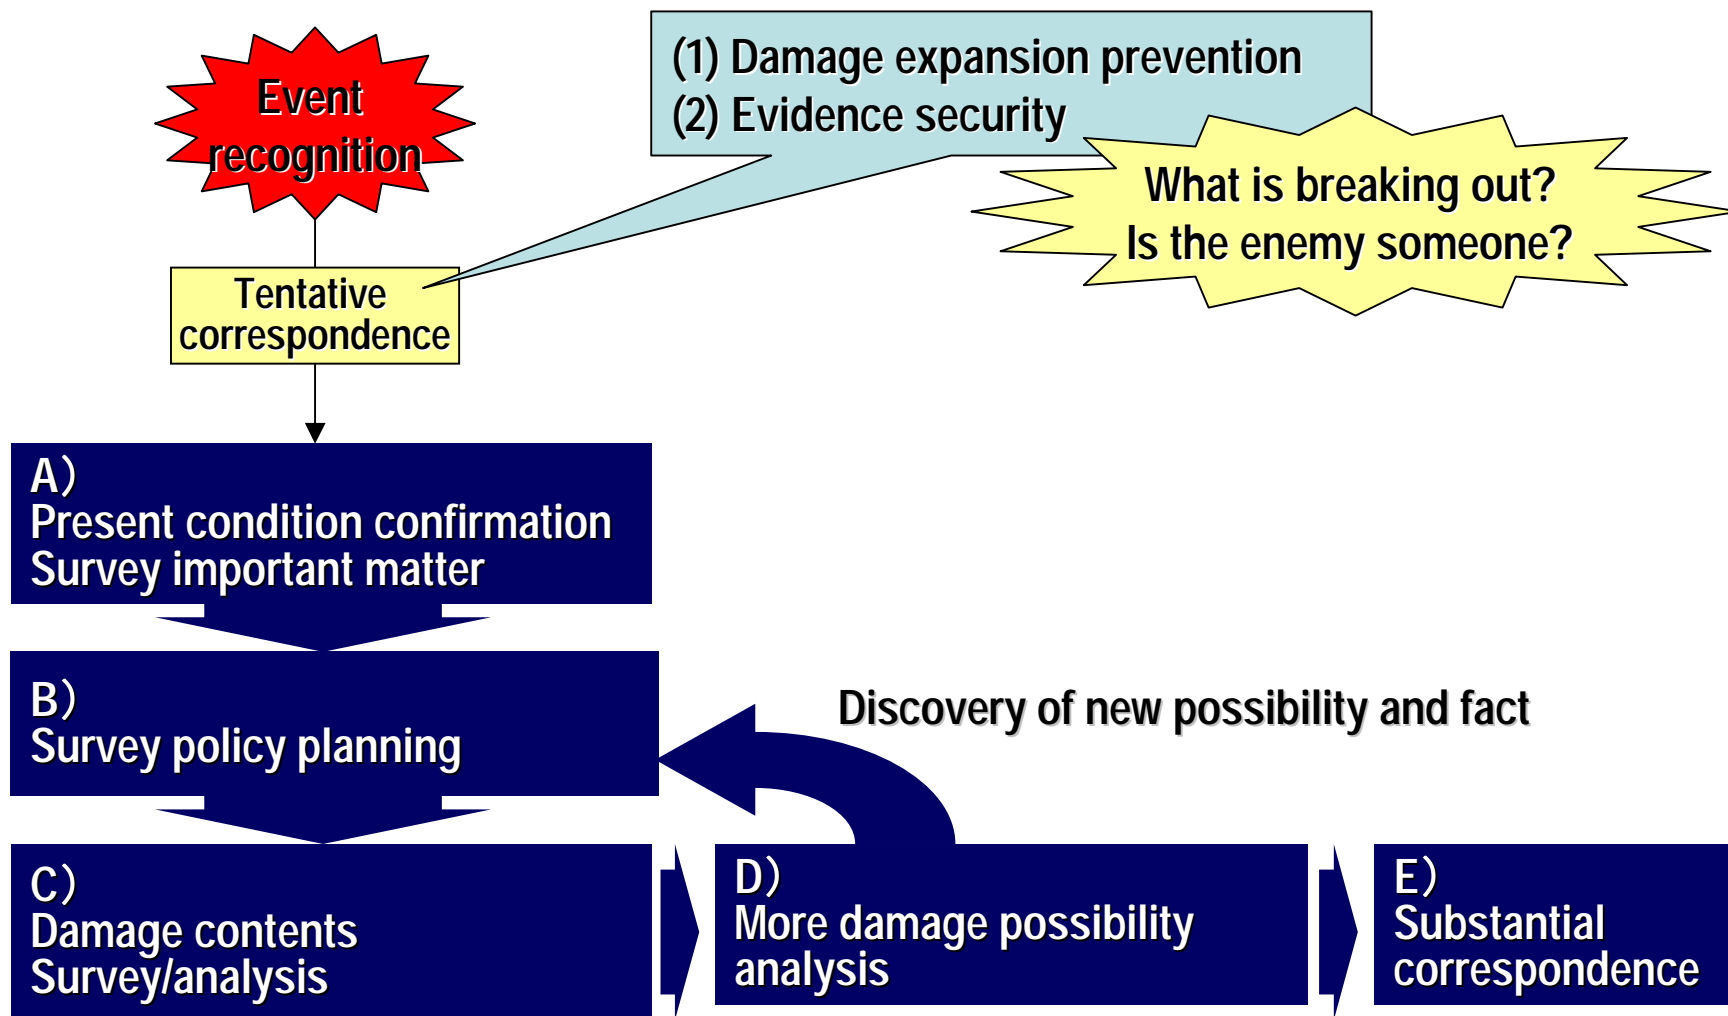 Event
recognition
(1) Damage expansion prevention
(2) Evidence security
What is breaking out?
Is the enemy someone?
Tentative
correspondence
A）
Present condition confirmation
Survey important matter
B）
Survey policy planning
Discovery of new possibility and fact
C）
Damage contents
Survey/analysis
D）
More damage possibility
analysis
E）
Substantial
correspondence